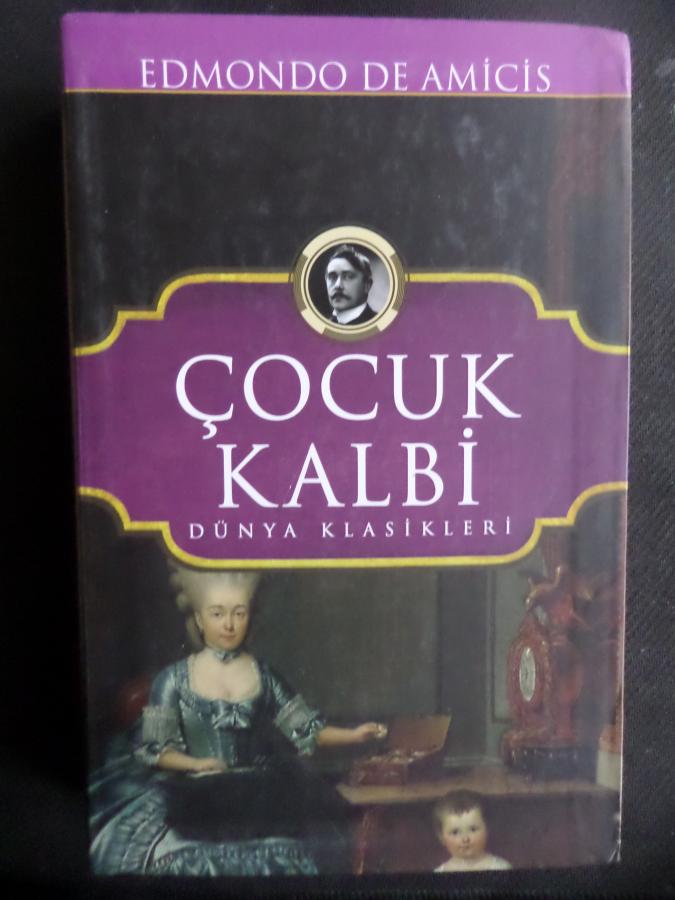 EDMONDO DE AMİCİS
ÇOCUK
KALBİ
DÜNYA KLASİKLERİ